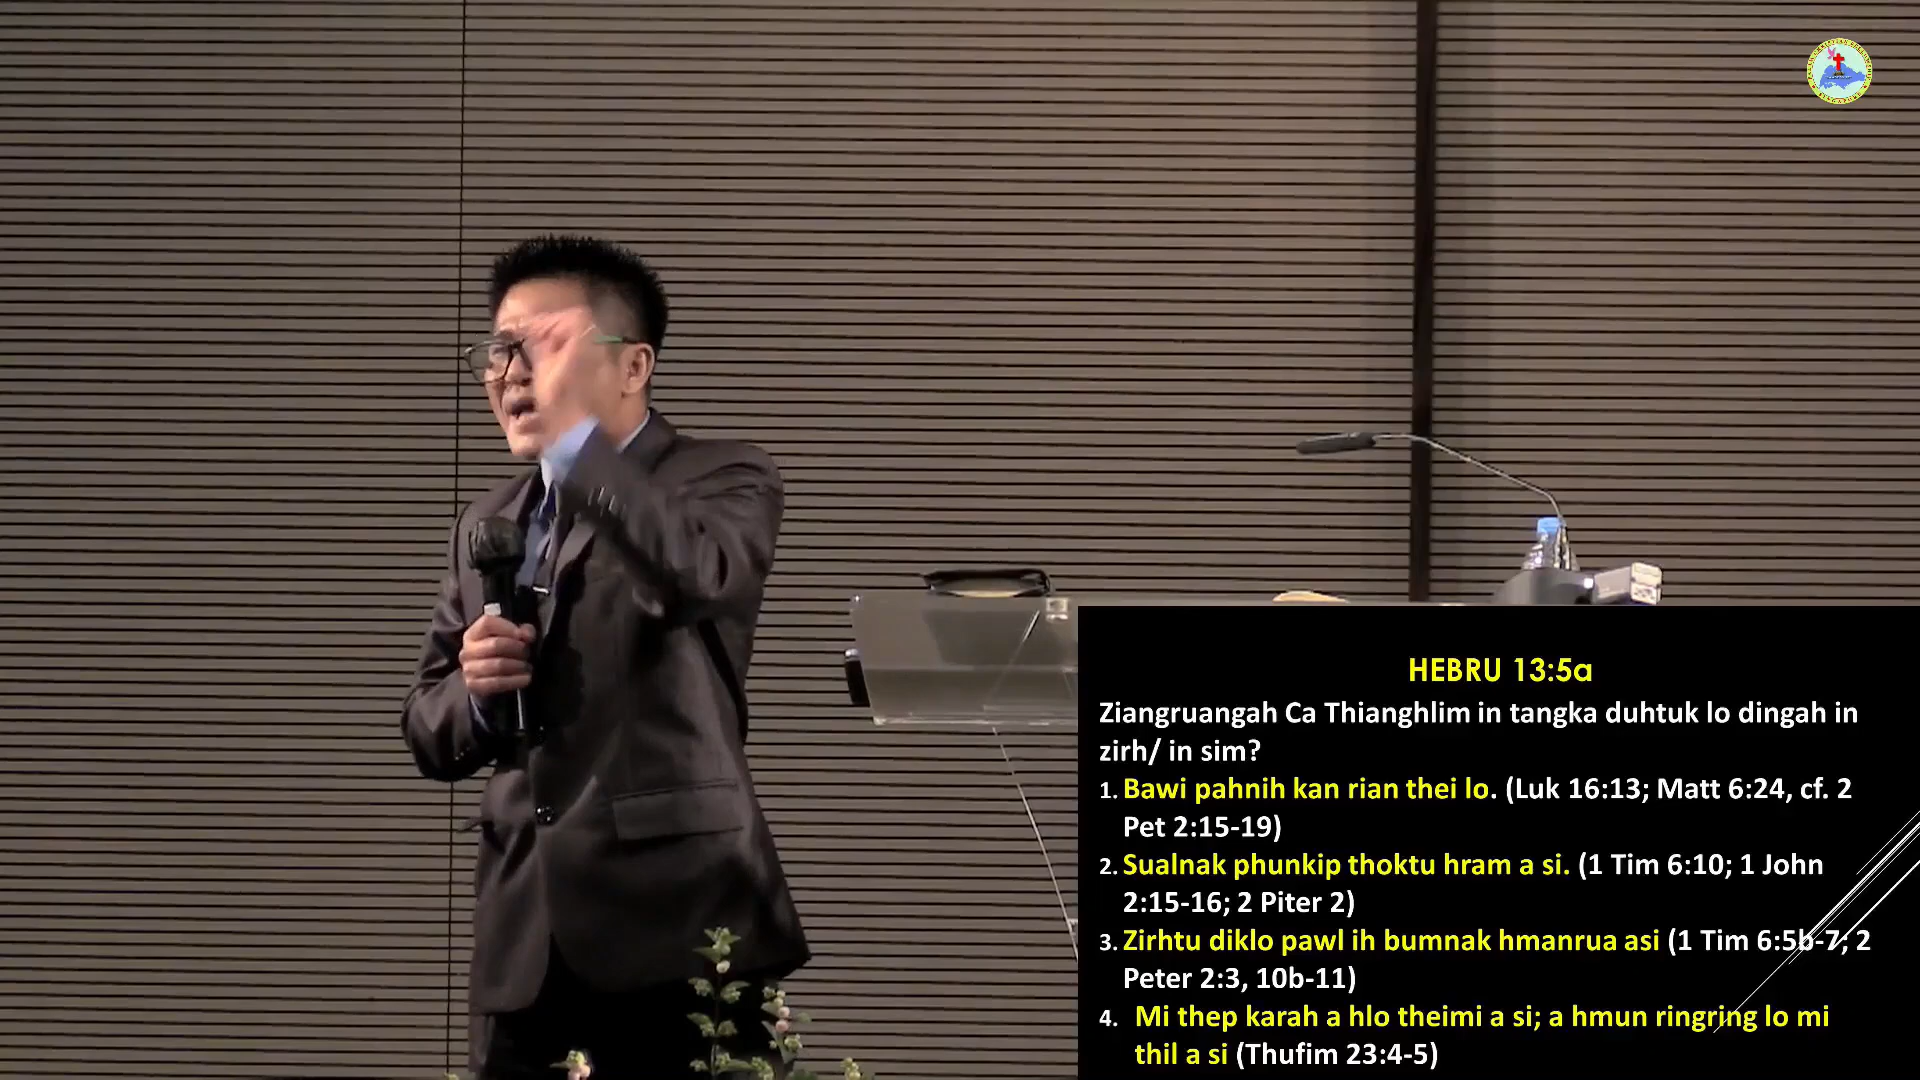 HEBRU 13:5a
Ziangruangah Ca Thianghlim in tangka duhtuk lo dingah in
zirh/ in sim?
1. Bawi pahnih kan rian thei lo. (Luk 16:13; Matt 6:24, cf. 2
Pet 2:15-19)
2. Sualnak phunkip thoktu hram a si. (1 Tim 6:10; 1 John
2:15-16; 2 Piter 2)
3. Zirhtu diklo pawl ih bumnak hmanrua asi (1 Tim 6:5b-7; 2
Peter 2:3, 10b-11)
4. Mi thep karah a hlo theimi a si; a hmun ringring lo mi
thil a si (Thufim 23:4-5)